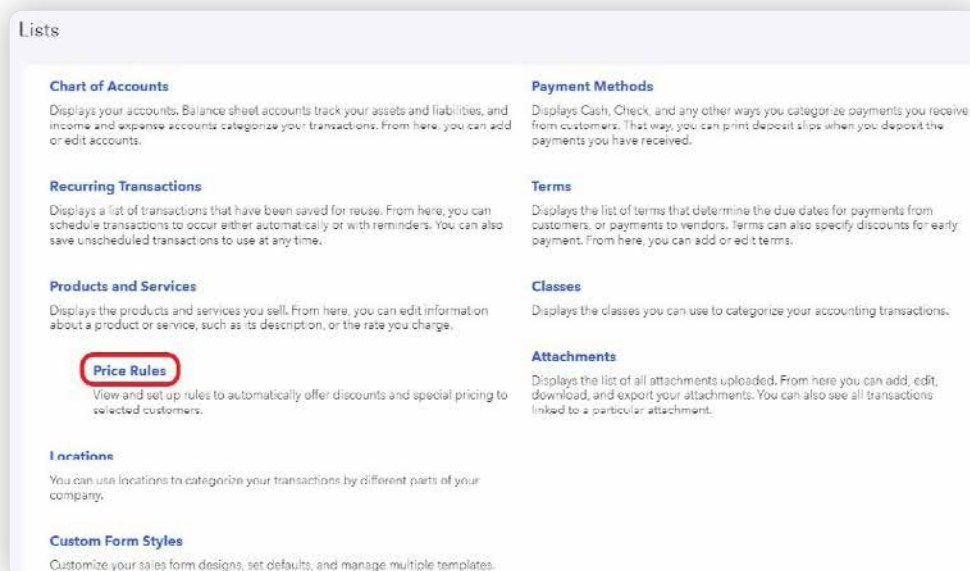 Lists
Chart of Accounts
Displays your accounts. Balance sheet accounts track your assets and liabilities, and
income and expense accounts categorize your transactions. From here, you can add
or edit accounts.
Recurring Transactions
Displays a list of transactions that have been saved for reuse. From here, you can
schedule transactions to occur either automatically or with reminders. You can also
save unscheduled transactions to use at any time.
Products and Services
Displays the products and services you sell. From here, you can edit information
about a product or service, such as its description, or the rate you charge.
Price Rules
View and set up rules to automatically offer discounts and special pricing to
selected customers.
Locations
You can use locations to categorize your transactions by different parts of your
company.
Custom Form Styles
Customize your sales form designs, set defaults, and manage multiple templates.
Payment Methods
Displays Cash, Check, and any other ways you categorize payments you receive
from customers. That way, you can print deposit slips when you deposit the
payments you have received.
Terms
Displays the list of terms that determine the due dates for payments from
customers, or payments to vendors. Terms can also specify discounts for early
payment. From here, you can add or edit terms.
Classes
Displays the classes you can use to categorize your accounting transactions.
Attachments
Displays the list of all attachments uploaded. From here you can add, edit,
download, and export your attachments. You can also see all transactions
linked to a particular attachment.